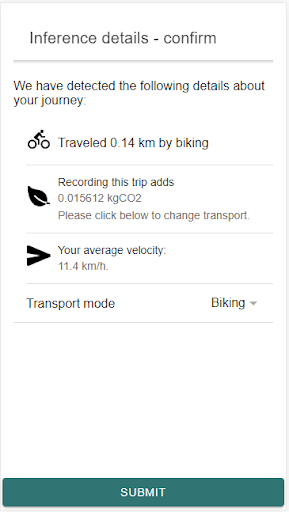 Inference details - confirm
We have detected the following details about
your journey:
Traveled 0.14 km by biking
Recording this trip adds
0.015612 kgCO2
Please click below to change transport.
Your average velocity:
11.4 km/h.
Transport mode
Biking
SUBMIT